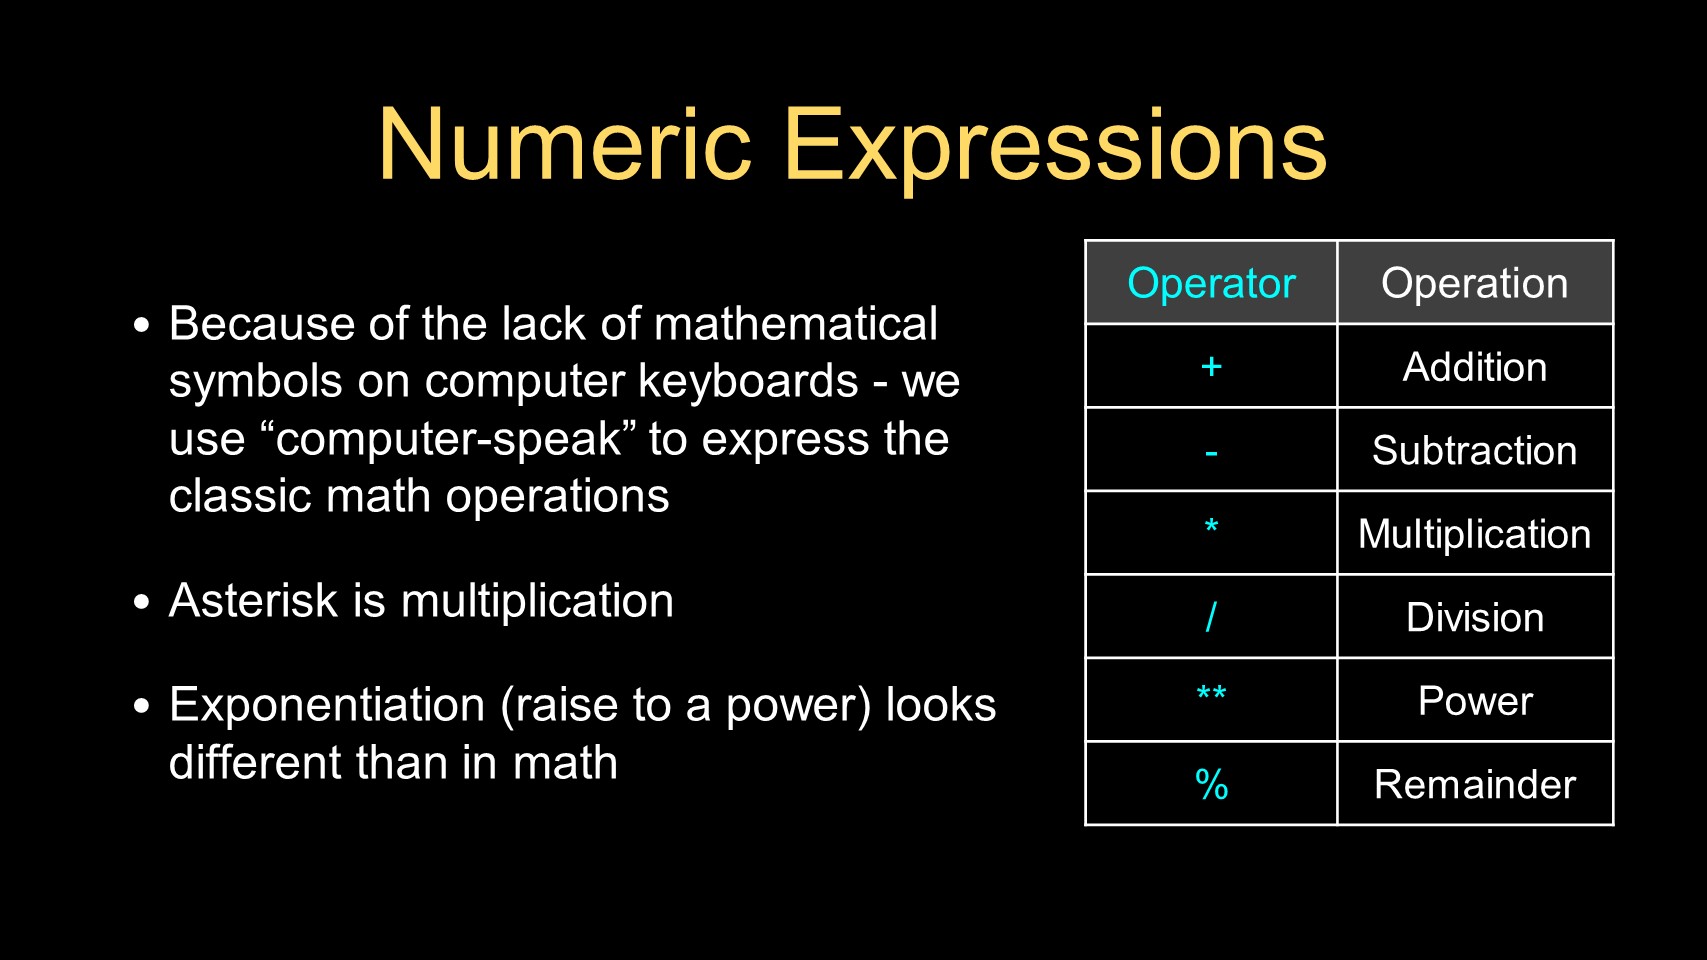 Numeric Expressions
• Because of the lack of mathematical
symbols on computer keyboards - we
use “computer-speak” to express the
classic math operations
• Asterisk is multiplication
• Exponentiation (raise to a power) looks
different than in math
Operator Operation
+ Addition
- Subtraction
* Multiplication
/ Division
** Power
% Remainder